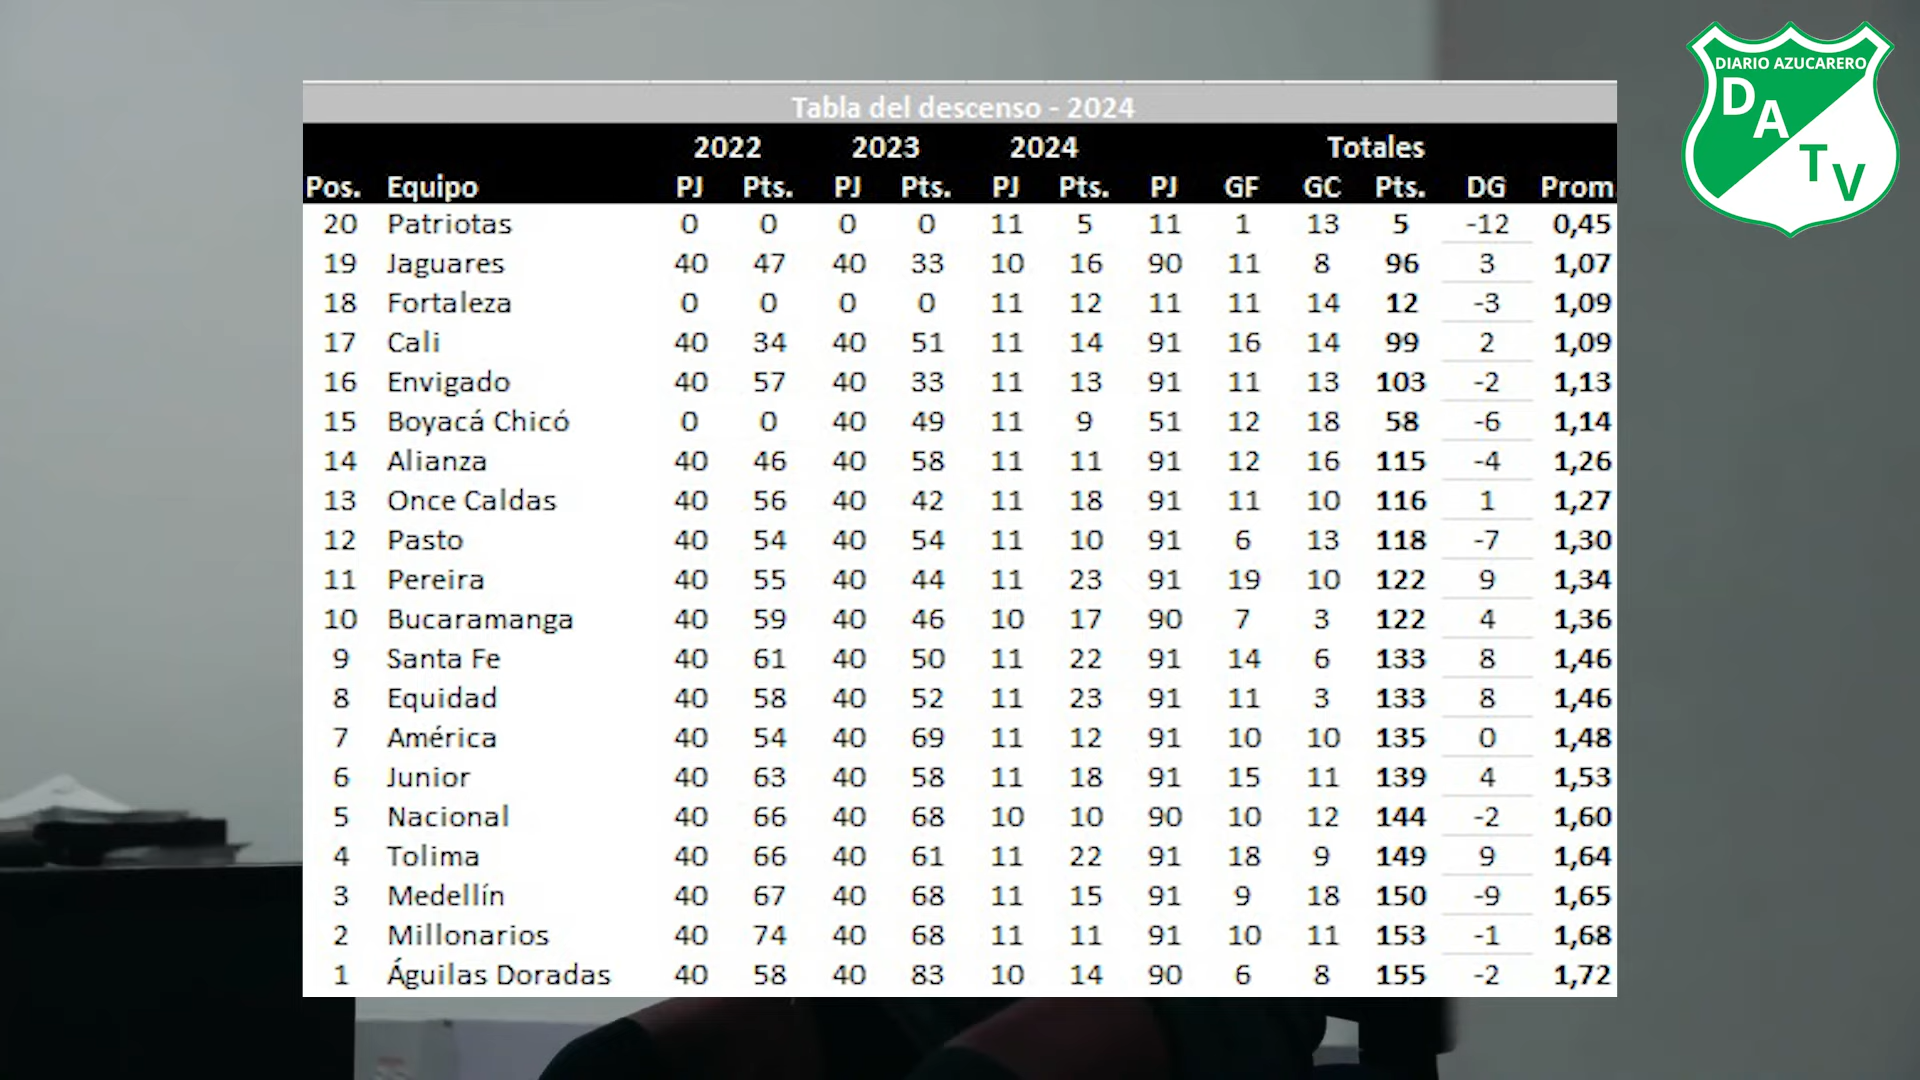 Tabla del descenso - 2024
2022 2023 2024 Totales
Pos. Equipo PJ Pts. PJ Pts. PJ Pts. PJ GF GC Pts. DG Prom
20 Patriotas 0 0 0 0 11 5 11 1 13 5 -12 0,45
19 Jaguares 40 47 40 33 10 16 90 11 8 96 3 1,07
18 Fortaleza 0 0 0 0 11 12 11 11 14 12 -3 1,09
17 Cali 40 34 40 51 11 14 91 16 14 99 2 1,09
16 Envigado 40 57 40 33 11 13 91 11 13 103 -2 1,13
15 Boyacá Chicó 0 0 40 49 11 9 51 12 18 58 -6 1,14
14 Alianza 40 46 40 58 11 11 91 12 16 115 -4 1,26
13 Once Caldas 40 56 40 42 11 18 91 11 10 116 1 1,27
12 Pasto 40 54 40 54 11 10 91 6 13 118 -7 1,30
11 Pereira 40 55 40 44 11 23 91 19 10 122 9 1,34
10 Bucaramanga 40 59 40 46 10 17 90 7 3 122 4 1,36
9 Santa Fe 40 61 40 50 11 22 91 14 6 133 8 1,46
8 Equidad 40 58 40 52 11 23 91 11 3 133 8 1,46
7 América 40 54 40 69 11 12 91 10 10 135 0 1,48
6 Junior 40 63 40 58 11 18 91 15 11 139 4 1,53
5 Nacional 40 66 40 68 10 10 90 10 12 144 -2 1,60
4 Tolima 40 66 40 61 11 22 91 18 9 149 9 1,64
3 Medellín 40 67 40 68 11 15 91 9 18 150 -9 1,65
2 Millonarios 40 74 40 68 11 11 91 10 11 153 -1 1,68
1 Águilas Doradas 40 58 40 83 10 14 90 6 8 155 -2 1,72
DIARIO AZUCARERO
DA
TV